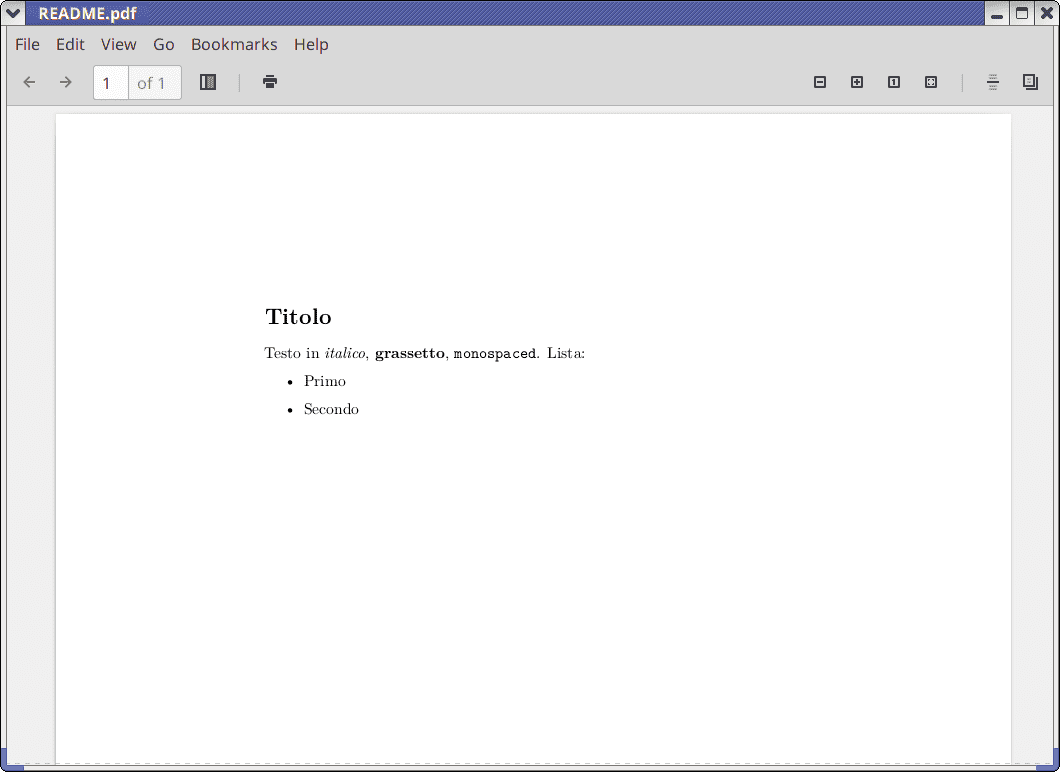 README.pdf
File Edit View Go Bookmarks Help
1 of 1
Titolo
Testo in italico, grassetto, monospaced. Lista:
• Primo
• Secondo